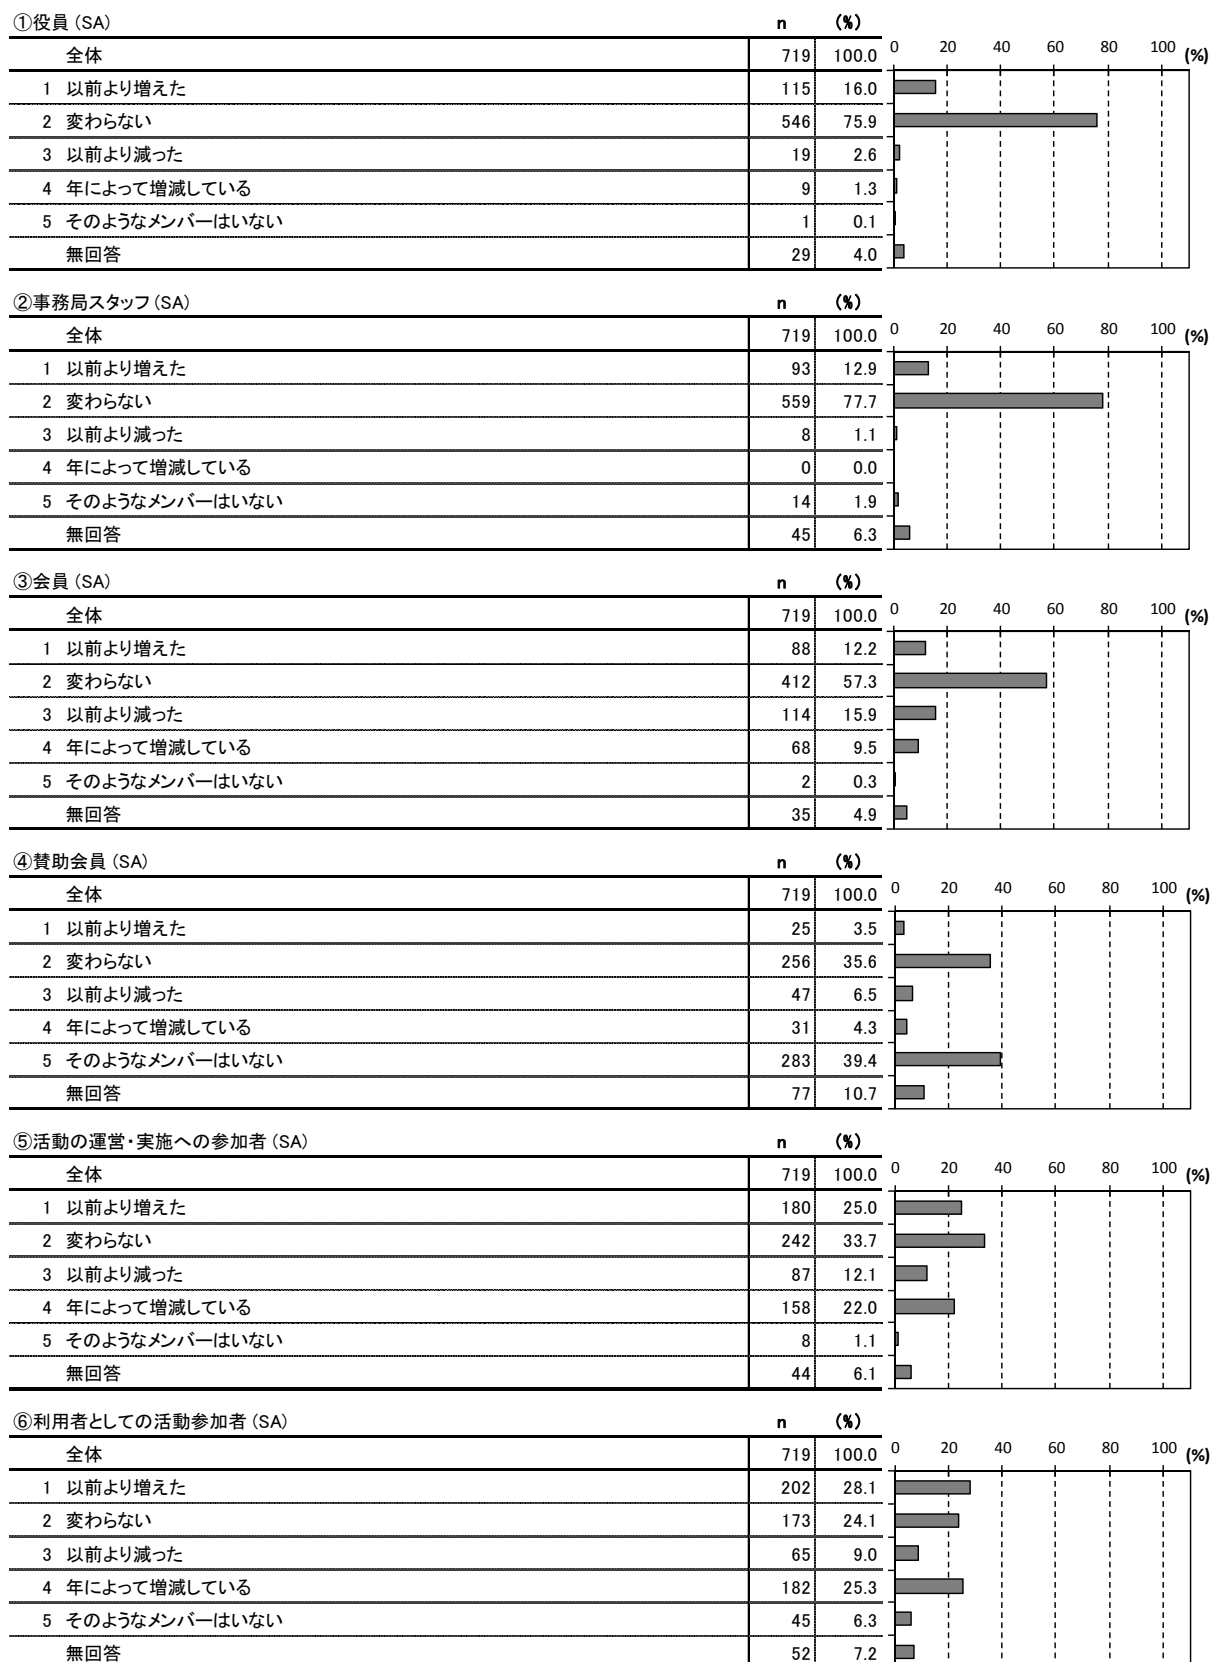 ①役員 (SA) n (%)
全体 719 100.0 0 20 40 60 80 100 (%)
1 以前より増えた 115 16.0
2 変わらない 546 75.9
3 以前より減った 19 2.6
4 年によって増減している 9 1.3
5 そのようなメンバーはいない 1 0.1
無回答 29 4.0
②事務局スタッフ (SA) n (%)
全体 719 100.0 0 20 40 60 80 100 (%)
1 以前より増えた 93 12.9
2 変わらない 559 77.7
3 以前より減った 8 1.1
4 年によって増減している 0 0.0
5 そのようなメンバーはいない 14 1.9
無回答 45 6.3
③会員 (SA) n (%)
全体 719 100.0 0 20 40 60 80 100 (%)
1 以前より増えた 88 12.2
2 変わらない 412 57.3
3 以前より減った 114 15.9
4 年によって増減している 68 9.5
5 そのようなメンバーはいない 2 0.3
無回答 35 4.9
④賛助会員 (SA) n (%)
全体 719 100.0 0 20 40 60 80 100 (%)
1 以前より増えた 25 3.5
2 変わらない 256 35.6
3 以前より減った 47 6.5
4 年によって増減している 31 4.3
5 そのようなメンバーはいない 283 39.4
無回答 77 10.7
⑤活動の運営・実施への参加者 (SA) n (%)
全体 719 100.0 0 20 40 60 80 100 (%)
1 以前より増えた 180 25.0
2 変わらない 242 33.7
3 以前より減った 87 12.1
4 年によって増減している 158 22.0
5 そのようなメンバーはいない 8 1.1
無回答 44 6.1
⑥利用者としての活動参加者 (SA) n (%)
全体 719 100.0 0 20 40 60 80 100 (%)
1 以前より増えた 202 28.1
2 変わらない 173 24.1
3 以前より減った 65 9.0
4 年によって増減している 182 25.3
5 そのようなメンバーはいない 45 6.3
無回答 52 7.2